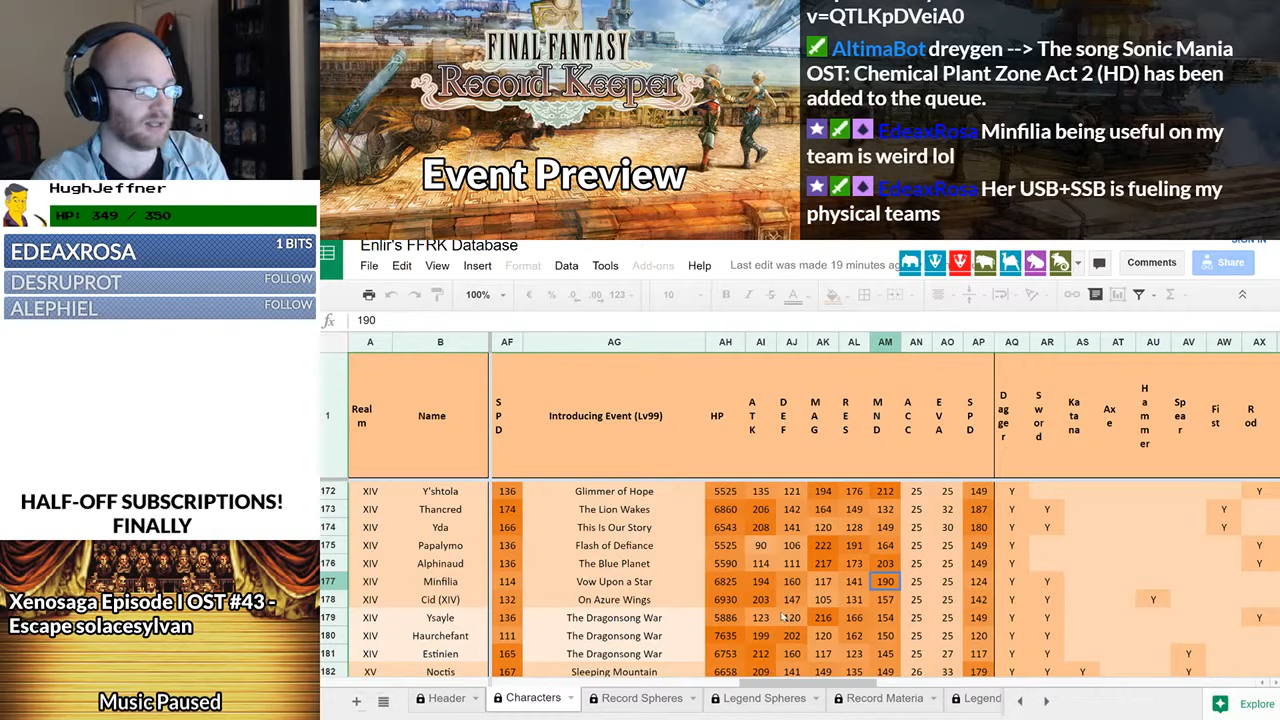 FINAL FANTASY
Record Keeper
Event Preview
v=QTLKpDVeiA0
AltimaBot dreygen --> The song Sonic Mania
OST: Chemical Plant Zone Act 2 (HD) has been
added to the queue.
EdeaxRosa Minfilia being useful on my
team is weird lol
EdeaxRosa Her USB+SSB is fueling my
physical teams
HughJeffner
HP: 349 / 350
EDEAXROSA 1 BITS
DESRUPROT FOLLOW
ALEPHIEL FOLLOW
HALF-OFF SUBSCRIPTIONS!
FINALLY
Xenosaga Episode I OST #43 -
Escape solacesylvan
Music Paused
Enlir's FFRK Database
SIGN IN
File Edit View Insert Format Data Tools Add-ons Help Last edit was made 19 minutes
Comments Share
100% € % .0 .00 123 10 B I S A
fx 190
A B AF AG AH AI AJ AK AL AM AN AO AP AQ AR AS AT AU AV AW AX
1 Realm Name SPD Introducing Event (Lv99) HP ATK DEF MAG RES MND ACC EVA SPD Dagger Sword Katana Axe Hammer Spear Fist Rod
172 XIV Y'shtola 136 Glimmer of Hope 5525 135 121 194 176 212 25 25 149 Y Y
173 XIV Thancred 174 The Lion Wakes 6860 206 142 164 149 132 25 32 187 Y Y Y
174 XIV Yda 166 This Is Our Story 6543 208 141 120 128 149 25 30 180 Y Y Y
175 XIV Papalymo 136 Flash of Defiance 5525 90 106 222 191 164 25 25 149 Y Y
176 XIV Alphinaud 136 The Blue Planet 5590 114 111 217 173 203 25 25 149 Y Y
177 XIV Minfilia 114 Vow Upon a Star 6825 194 160 117 141 190 25 25 124 Y Y
178 XIV Cid (XIV) 132 On Azure Wings 6930 203 147 105 131 157 25 25 142 Y Y Y
179 XIV Ysayle 136 The Dragonsong War 5886 123 120 216 166 154 25 25 149 Y Y Y
180 XIV Haurchefant 111 The Dragonsong War 7635 199 202 120 162 150 25 25 120 Y Y
181 XIV Estinien 165 The Dragonsong War 6753 212 160 117 123 145 25 27 117 Y Y Y
182 XV Noctis 167 Sleeping Mountain 6658 209 141 149 135 149 26 33 179 Y Y Y Y
Header Characters Record Spheres Legend Spheres Record Materia Legend
Explore